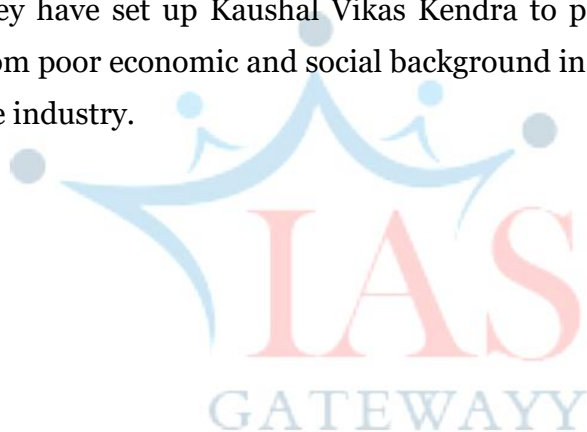 ey have set up Kaushal Vikas Kendra to p
om poor economic and social background in
e industry.
IAS
GATEWAYY